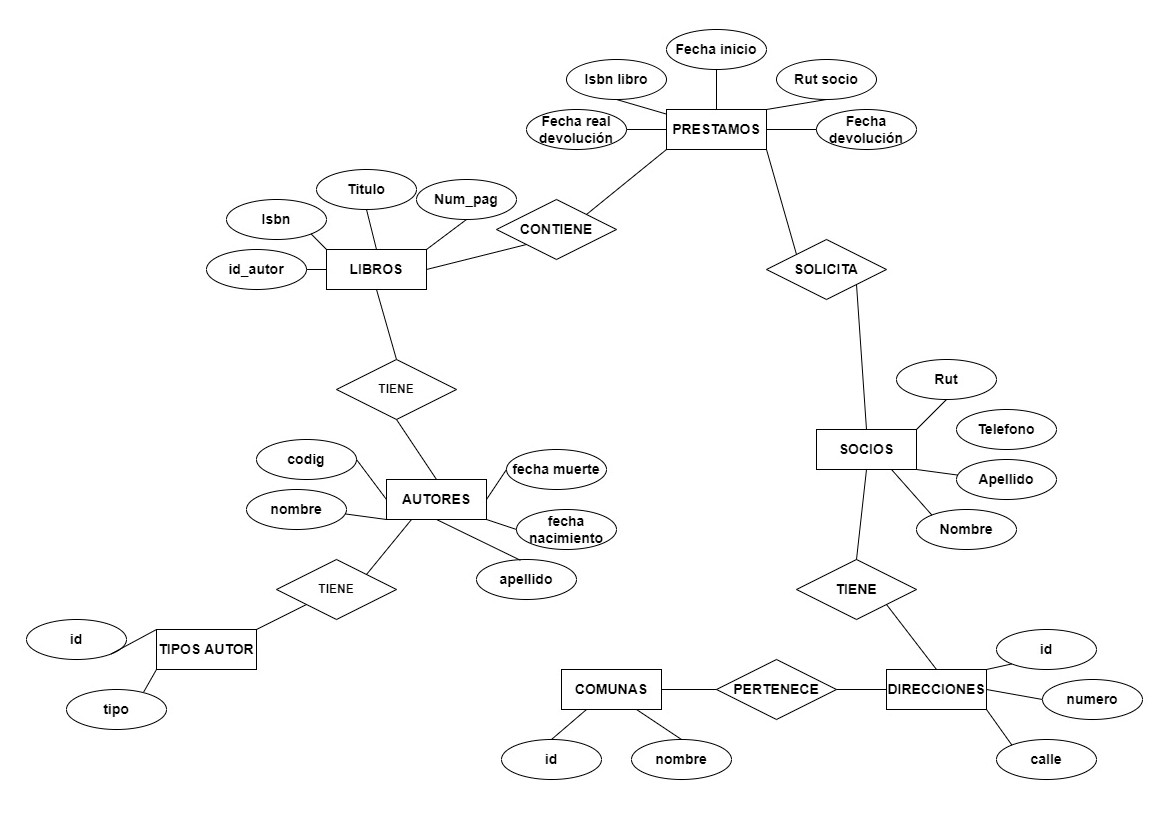 Fecha inicio
Isbn libro
Rut socio
Fecha real
devolución
PRESTAMOS
Fecha
devolución
Titulo
Num_pag
Isbn
CONTIENE
id_autor
LIBROS
SOLICITA
TIENE
Rut
Telefono
SOCIOS
codig
fecha muerte
Apellido
nombre
AUTORES
fecha
nacimiento
Nombre
apellido
TIENE
TIENE
id
TIPOS AUTOR
id
tipo
COMUNAS
PERTENECE
DIRECCIONES
numero
id
nombre
calle